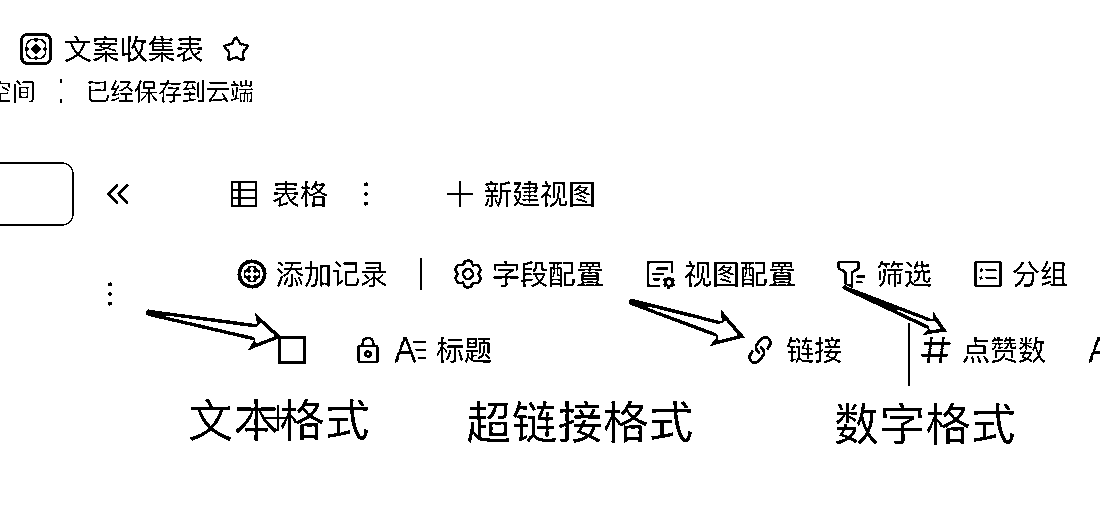 文案收集表
空间 已经保存到云端
表格 新建视图
添加记录 字段配置 视图配置 筛选 分组
A 标题 链接 # 点赞数
文本格式 超链接格式 数字格式